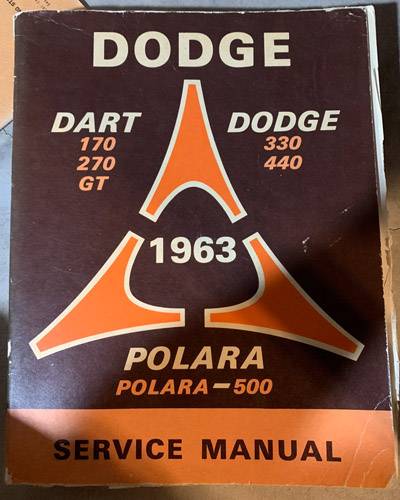 DODGE
DART
170
270
GT
DODGE
330
440
1963
POLARA
POLARA-500
SERVICE MANUAL